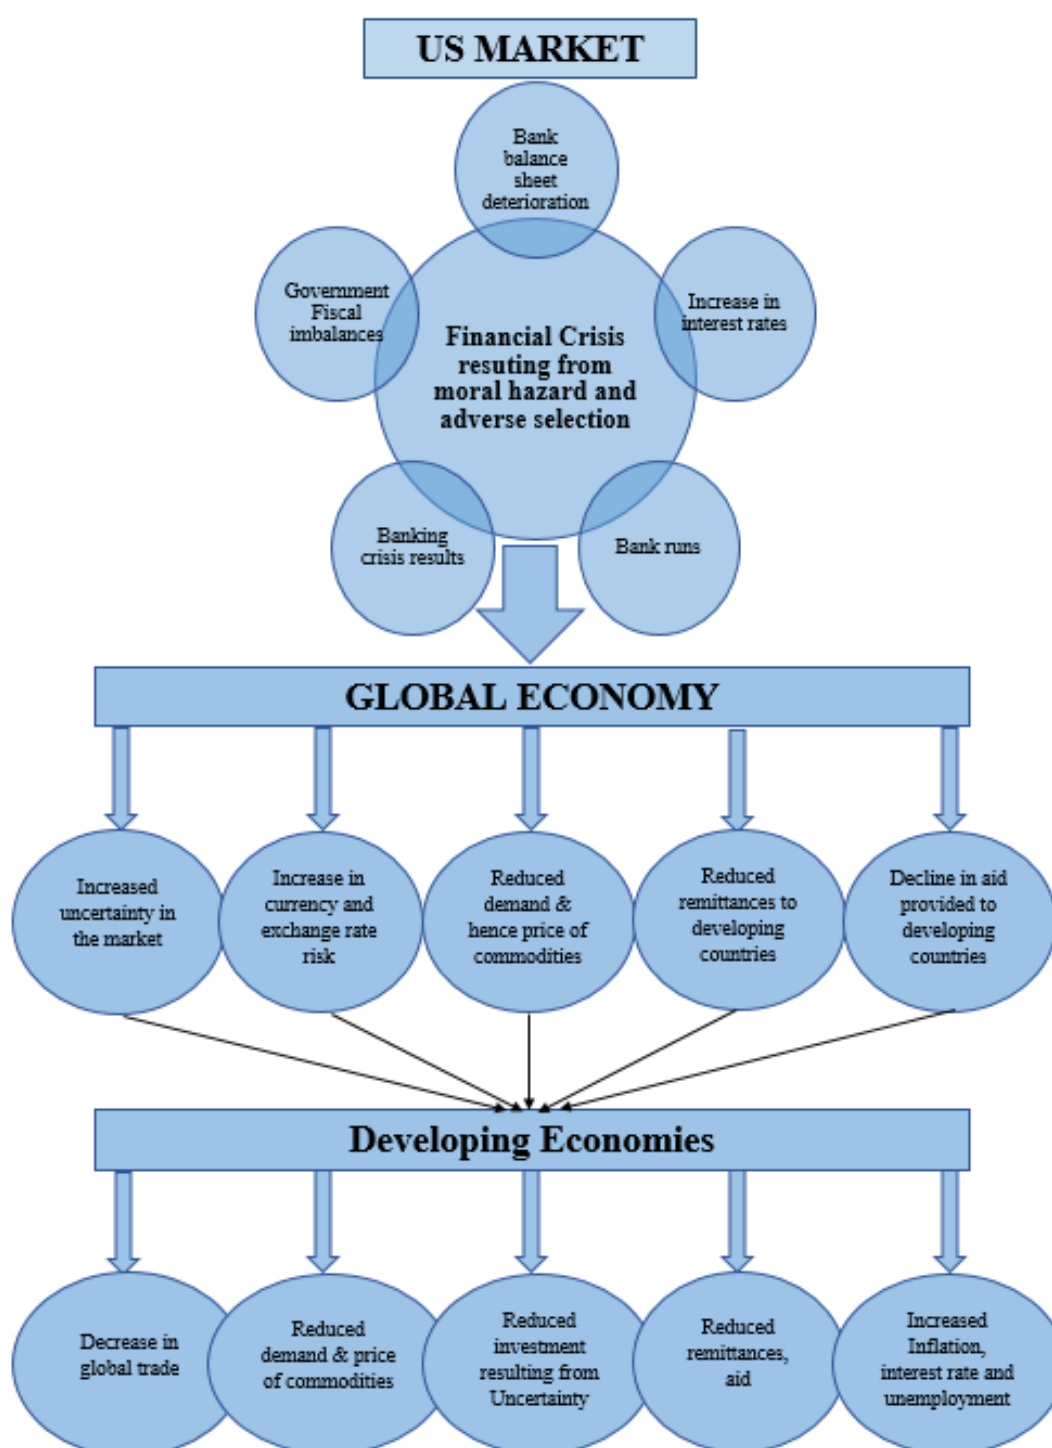 US MARKET
Bank
balance
sheet
deterioration
Government
Fiscal
imbalances
Increase in
interest rates
Financial Crisis
resuting from
moral hazard and
adverse selection
Banking
crisis results
Bank runs
GLOBAL ECONOMY
Increased
uncertainty in
the market
Increase in
currency and
exchange rate
risk
Reduced
demand &
hence price of
commodities
Reduced
remittances to
developing
countries
Decline in aid
provided to
developing
countries
Developing Economies
Decrease in
global trade
Reduced
demand & price
of commodities
Reduced
investment
resulting from
Uncertainty
Reduced
remittances,
aid
Increased
Inflation,
interest rate and
unemployment